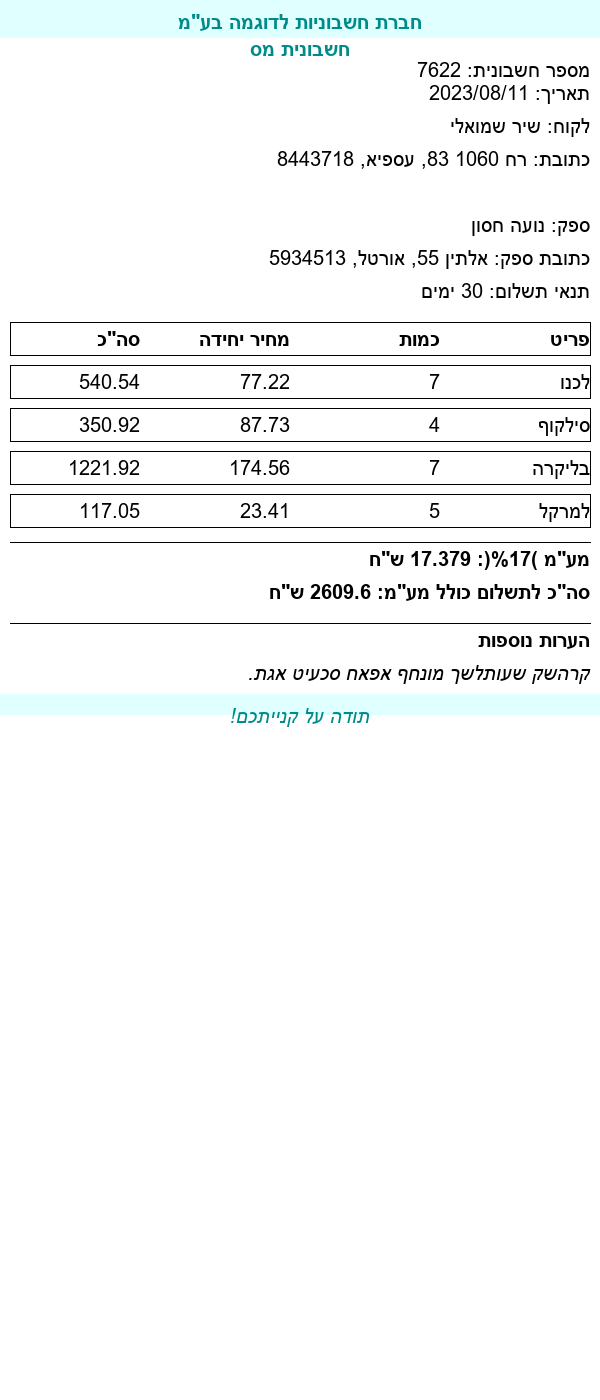 חברת חשבוניות לדוגמה בע"מ
חשבונית מס
מספר חשבונית: 7622
תאריך: 2023/08/11
לקוח: שיר שמואלי
כתובת: רח 1060 83, עספיא, 8443718
ספק: נועה חסון
כתובת ספק: אלתין 55, אורטל, 5934513
תנאי תשלום: 30 ימים
פריט כמות מחיר יחידה סה"כ
לכנו 7 77.22 540.54
סילקוף 4 87.73 350.92
בליקרה 7 174.56 1221.92
למרקל 5 23.41 117.05
מע"מ )17%(: 17.379 ש"ח
סה"כ לתשלום כולל מע"מ: 2609.6 ש"ח
הערות נוספות
קרהשק שעותלשך מונחף אפאח סכעיט אגת.
תודה על קנייתכם!